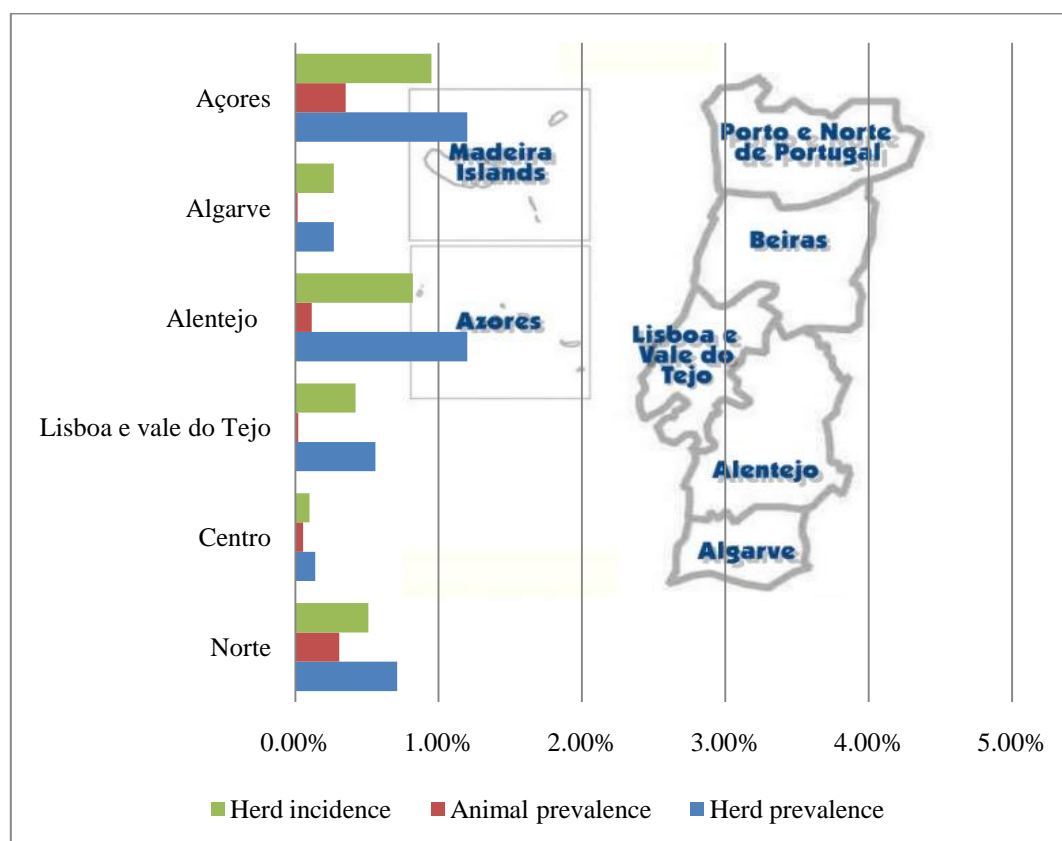 Açores
Algarve
Alentejo
Lisboa e vale do Tejo
Centro
Norte
0.00% 1.00% 2.00% 3.00% 4.00% 5.00%
Herd incidence Animal prevalence Herd prevalence
Madeira
Islands
Azores
Porto e Norte
de Portugal
Beiras
Lisboa e
Vale do
Tejo
Alentejo
Algarve